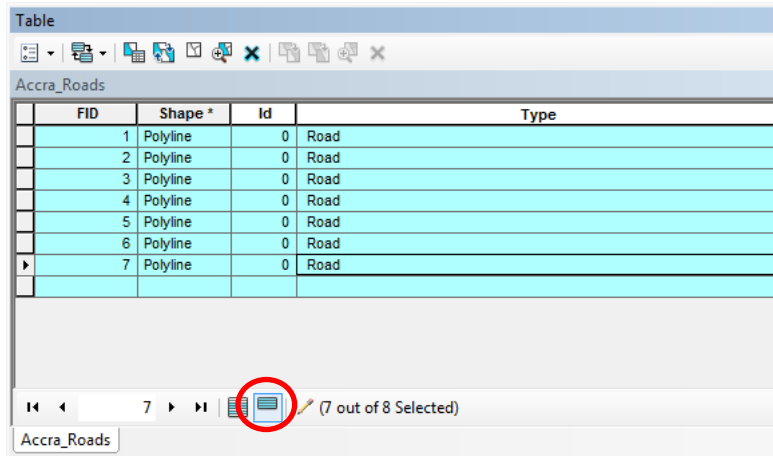 Table
Accra_Roads
FID Shape * Id Type
1 Polyline 0 Road
2 Polyline 0 Road
3 Polyline 0 Road
4 Polyline 0 Road
5 Polyline 0 Road
6 Polyline 0 Road
7 Polyline 0 Road
7 (7 out of 8 Selected)
Accra_Roads